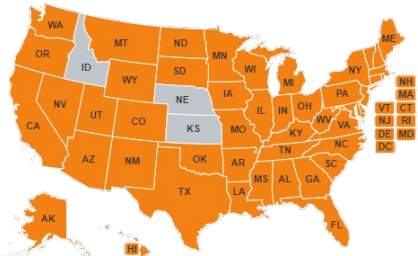 WA
MT
ND
MN
ME
OR
ID
SD
WI
MI
NY
WY
IA
PA
NH
MA
NE
IL
IN
OH
VT
CT
NV
UT
CO
KS
MO
KY
WV
VA
NJ
RI
CA
DE
MD
AZ
NM
OK
AR
TN
NC
SC
DC
TX
LA
MS
AL
GA
AK
FL
HI